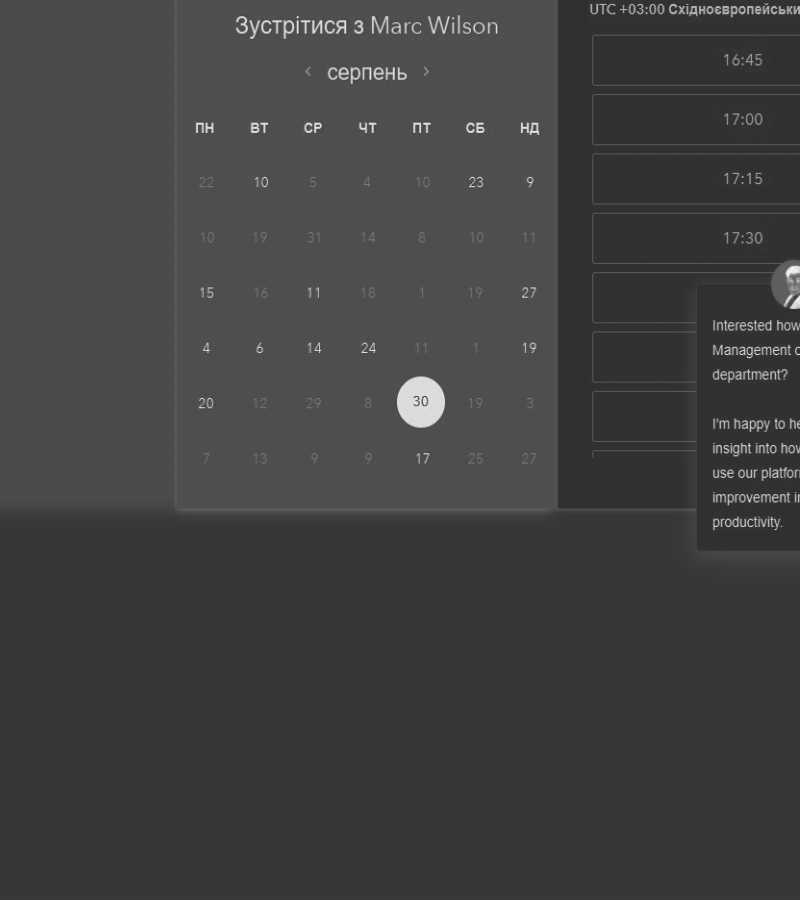 Зустрітися з Marc Wilson
‹ серпень ›
ПН ВТ СР ЧТ ПТ СБ НД
22 10 5 4 10 23 9
10 19 31 14 8 10 11
15 16 11 18 1 19 27
4 6 14 24 11 1 19
20 12 29 8 30 19 3
7 13 9 9 17 25 27
UTC +03:00 Східноєвропейськи
16:45
17:00
17:15
17:30
Interested how
Management o
department?
I'm happy to he
insight into how
use our platfor
improvement in
productivity.